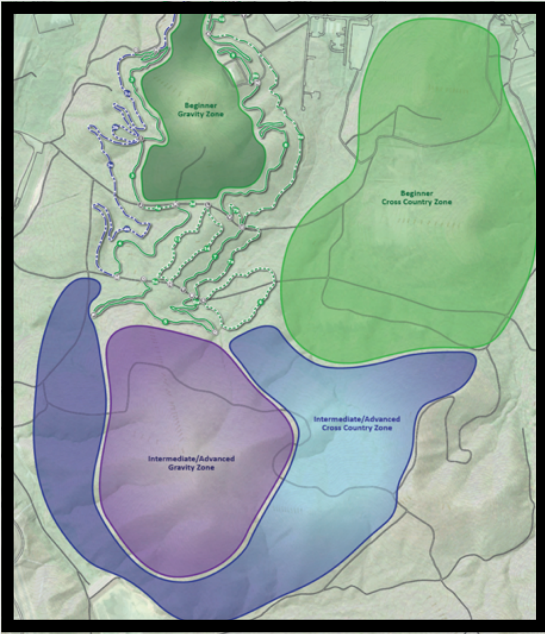 Beginner
Gravity Zone
Beginner
Cross Country Zone
Intermediate/Advanced
Cross Country Zone
Intermediate/Advanced
Gravity Zone